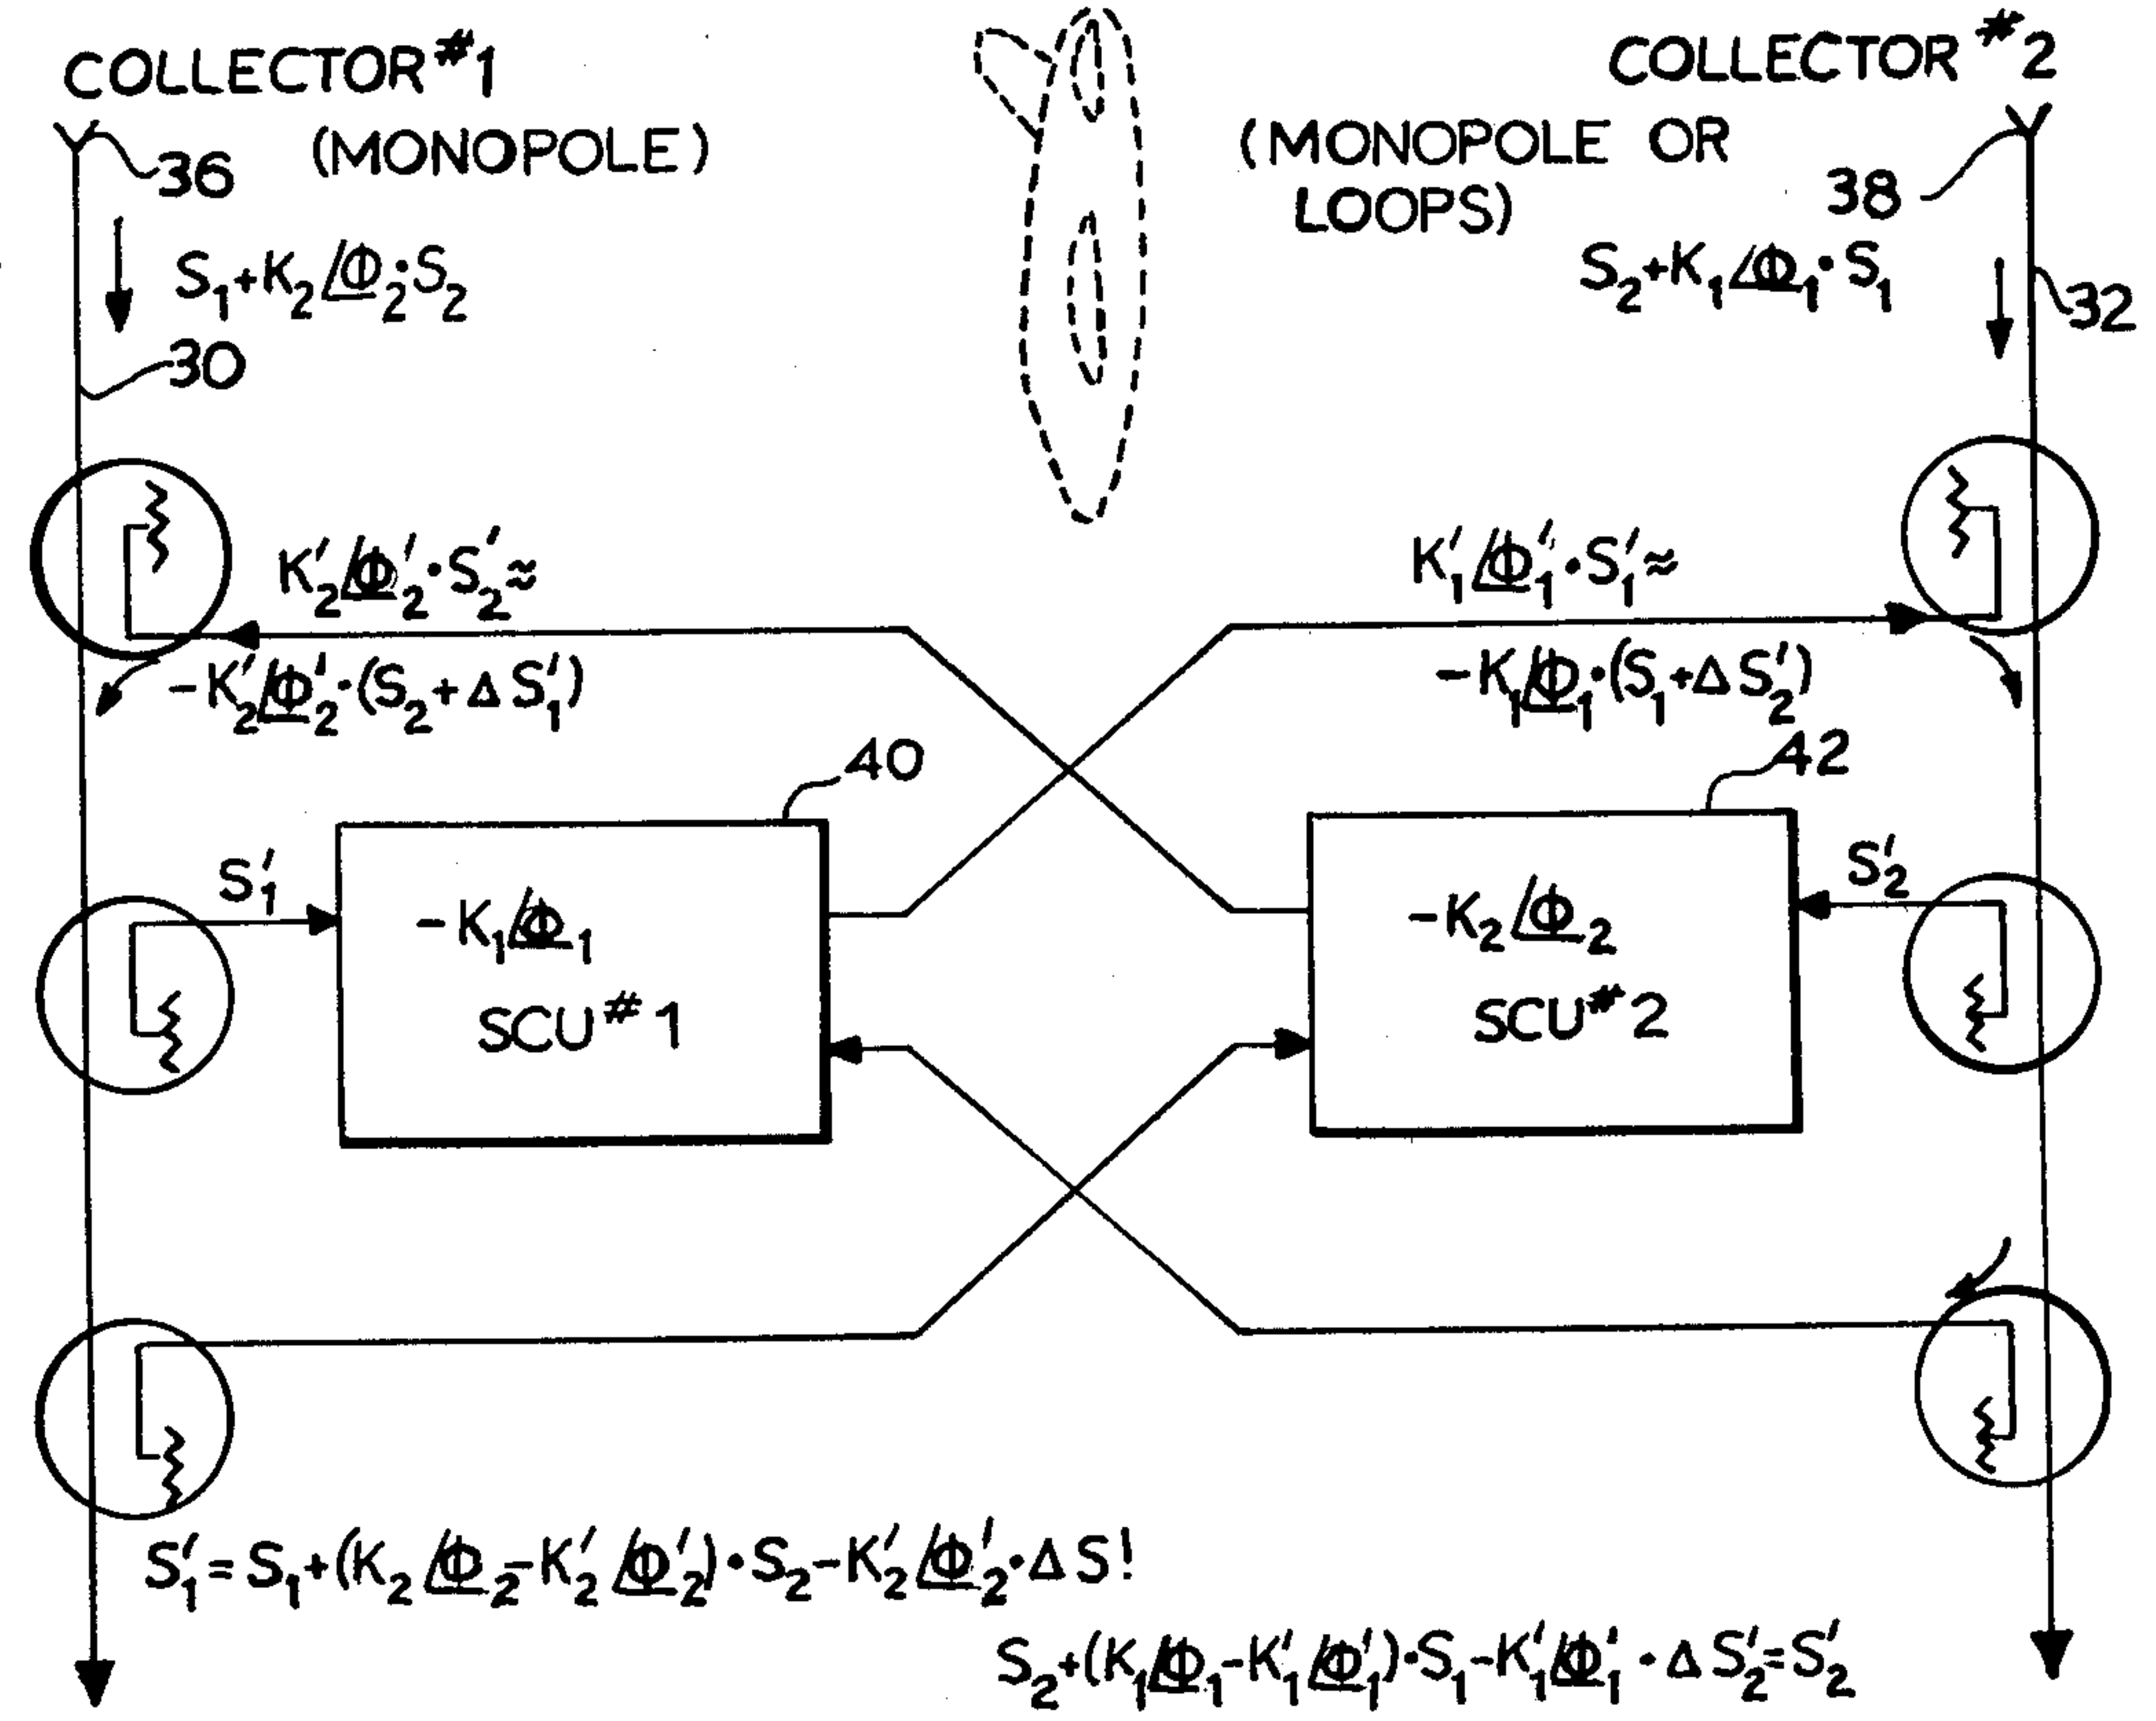 COLLECTOR #1
COLLECTOR #2
(MONOPOLE)
(MONOPOLE OR
LOOPS)
36
38
S₁+K₂∠Φ₂·S₂
S₂+K₁∠Φ₁·S₁
32
30
K′₂∠Φ′₂·S′₂≈
K′₁∠Φ′₁·S′₁≈
-K′₂∠Φ′₂·(S₂+ΔS′₁)
-K₁∠Φ₁·(S₁+ΔS′₂)
40
42
S′₁
S′₂
-K₁∠Φ₁
SCU #1
-K₂∠Φ₂
SCU #2
S′₁=S₁+(K₂∠Φ₂-K′₂∠Φ′₂)·S₂-K′₂∠Φ′₂·ΔS!
S₂+(K₁∠Φ₁-K′₁∠Φ′₁)·S₁-K′₁∠Φ′₁·ΔS′₂=S′₂